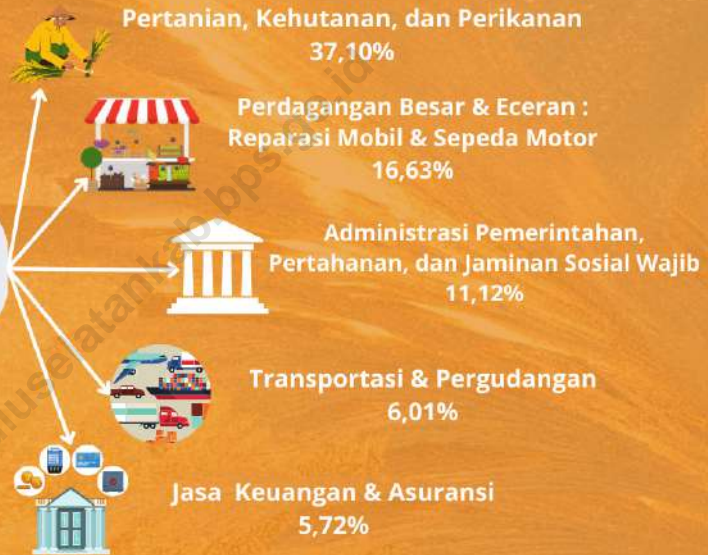 Pertanian, Kehutanan, dan Perikanan
37,10%
Perdagangan Besar & Eceran :
Reparasi Mobil & Sepeda Motor
16,63%
Administrasi Pemerintahan,
Pertahanan, dan Jaminan Sosial Wajib
11,12%
Transportasi & Pergudangan
6,01%
Jasa Keuangan & Asuransi
5,72%